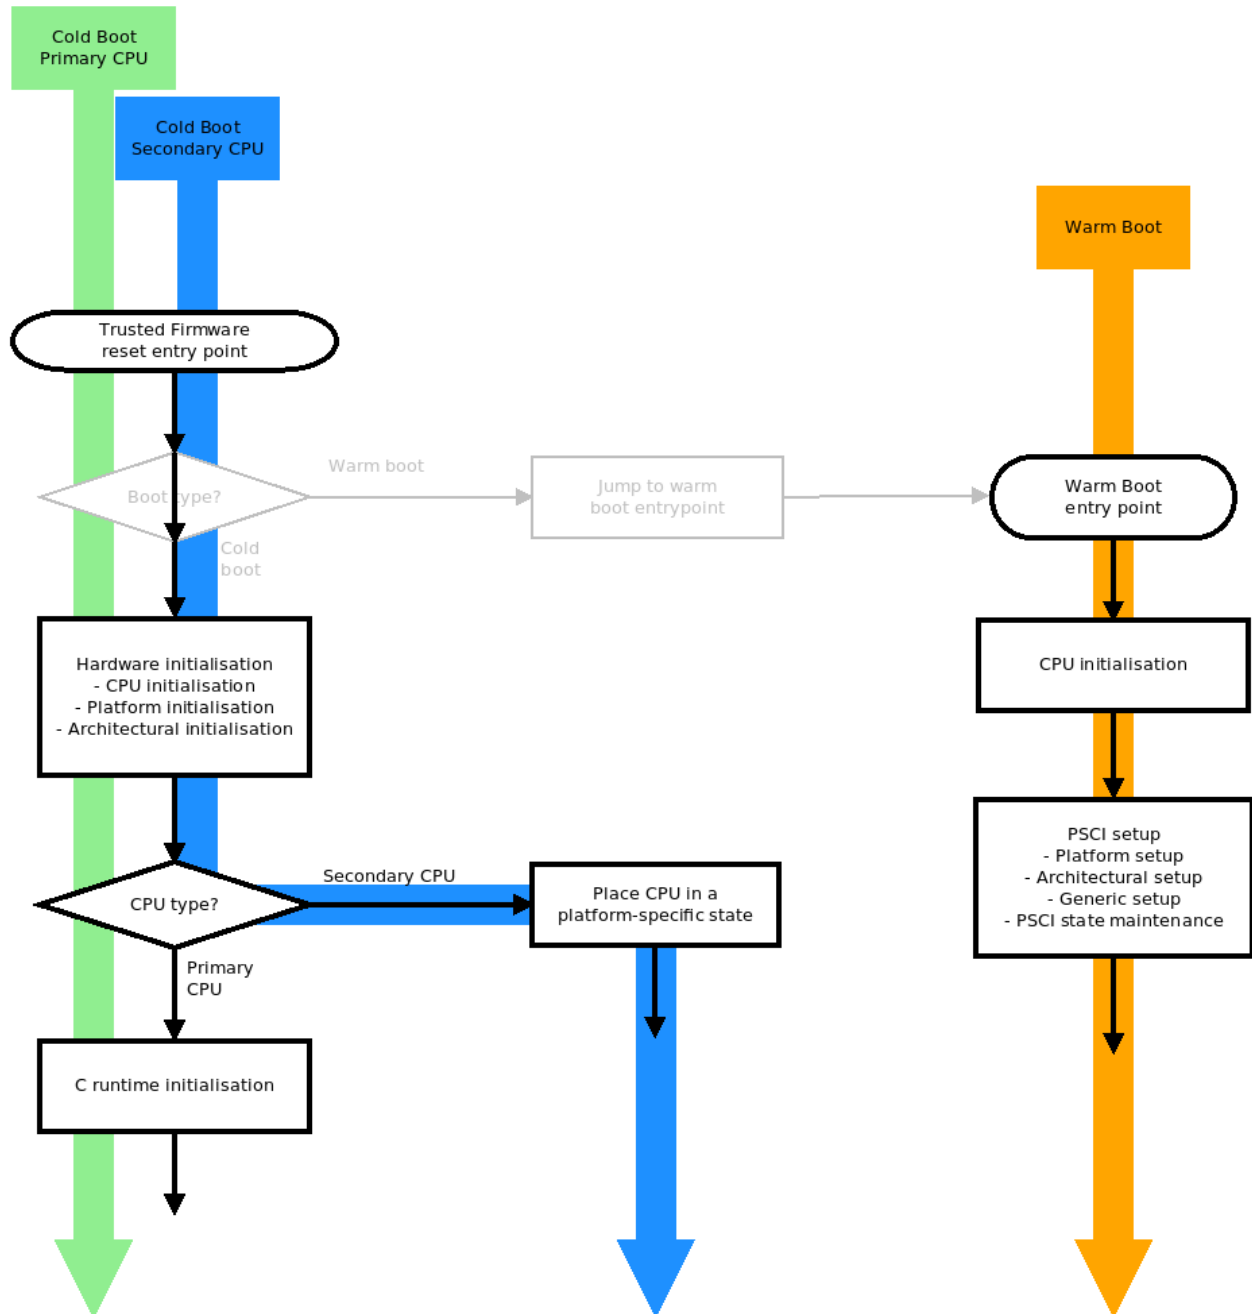 Cold Boot
Primary CPU
Cold Boot
Secondary CPU
Warm Boot
Trusted Firmware
reset entry point
Boot type?
Warm boot
Jump to warm
boot entrypoint
Warm Boot
entry point
Cold
boot
Hardware initialisation
- CPU initialisation
- Platform initialisation
- Architectural initialisation
CPU initialisation
PSCI setup
- Platform setup
- Architectural setup
- Generic setup
- PSCI state maintenance
CPU type?
Secondary CPU
Place CPU in a
platform-specific state
Primary
CPU
C runtime initialisation